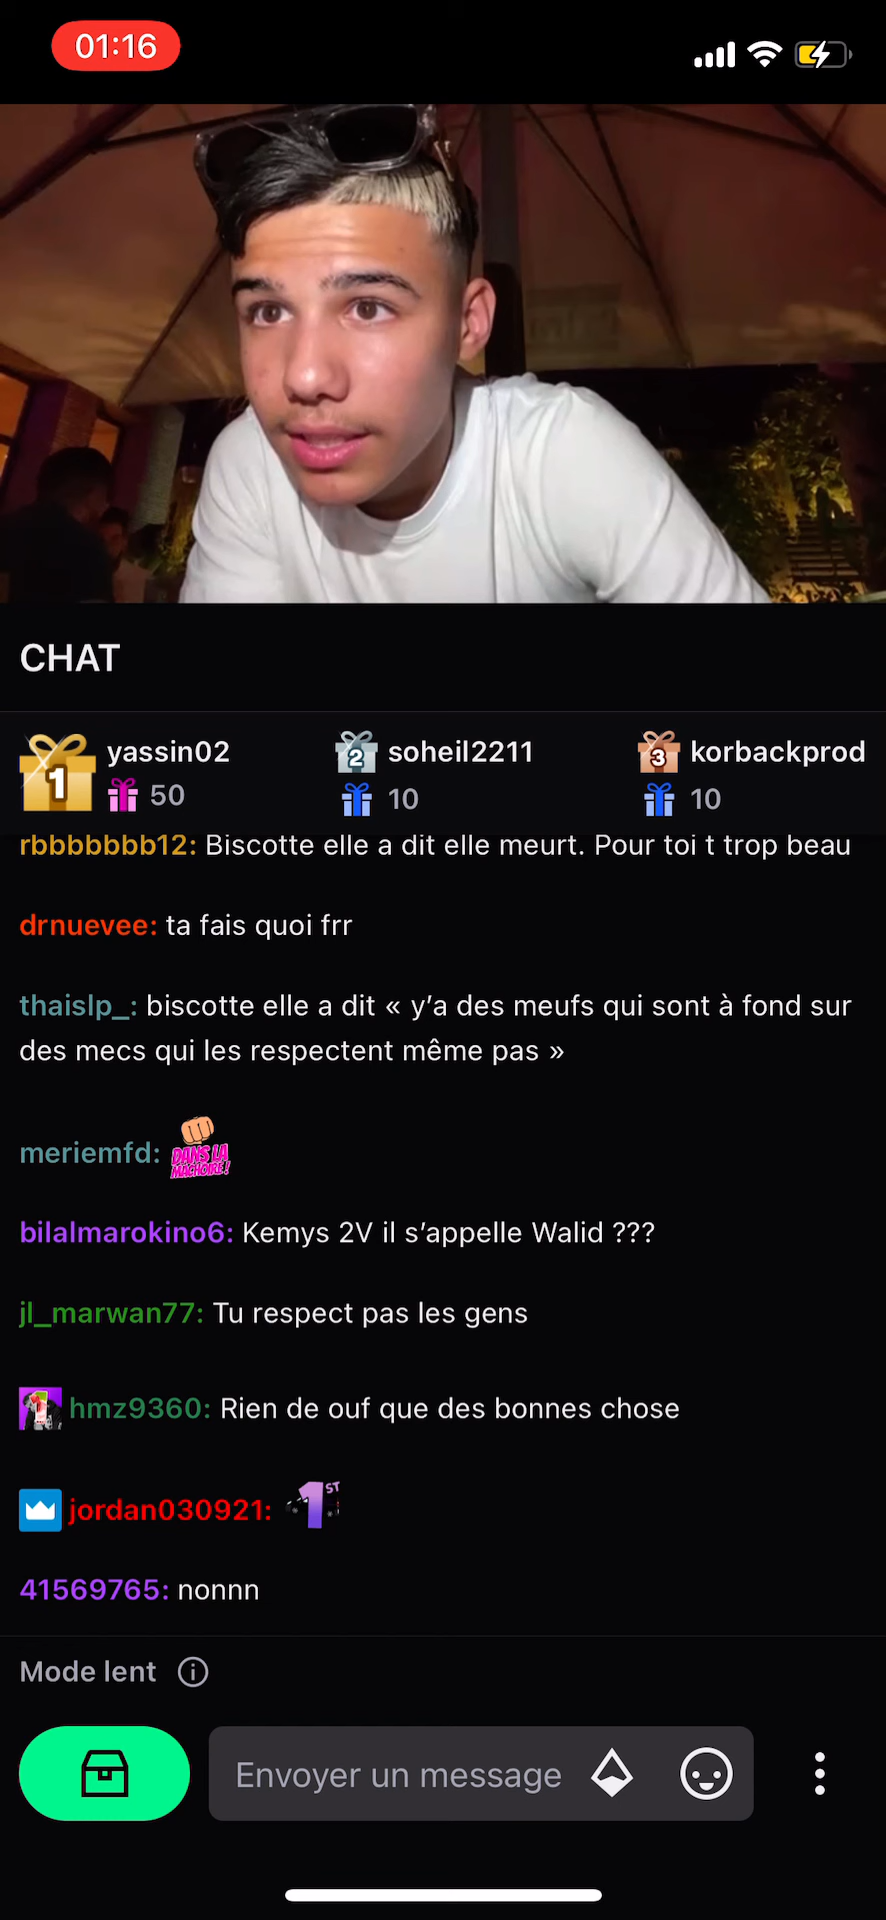 01:16
CHAT
1 yassin02
50
2 soheil2211
10
3 korbackprod
10
rbbbbbbb12: Biscotte elle a dit elle meurt. Pour toi t trop beau
drnuevee: ta fais quoi frr
thaislp_: biscotte elle a dit « y’a des meufs qui sont à fond sur
des mecs qui les respectent même pas »
meriemfd: DANS LA
MACHOIRE !
bilalmarokino6: Kemys 2V il s’appelle Walid ???
jl_marwan77: Tu respect pas les gens
hmz9360: Rien de ouf que des bonnes chose
jordan030921: 1ST
41569765: nonnn
Mode lent
Envoyer un message